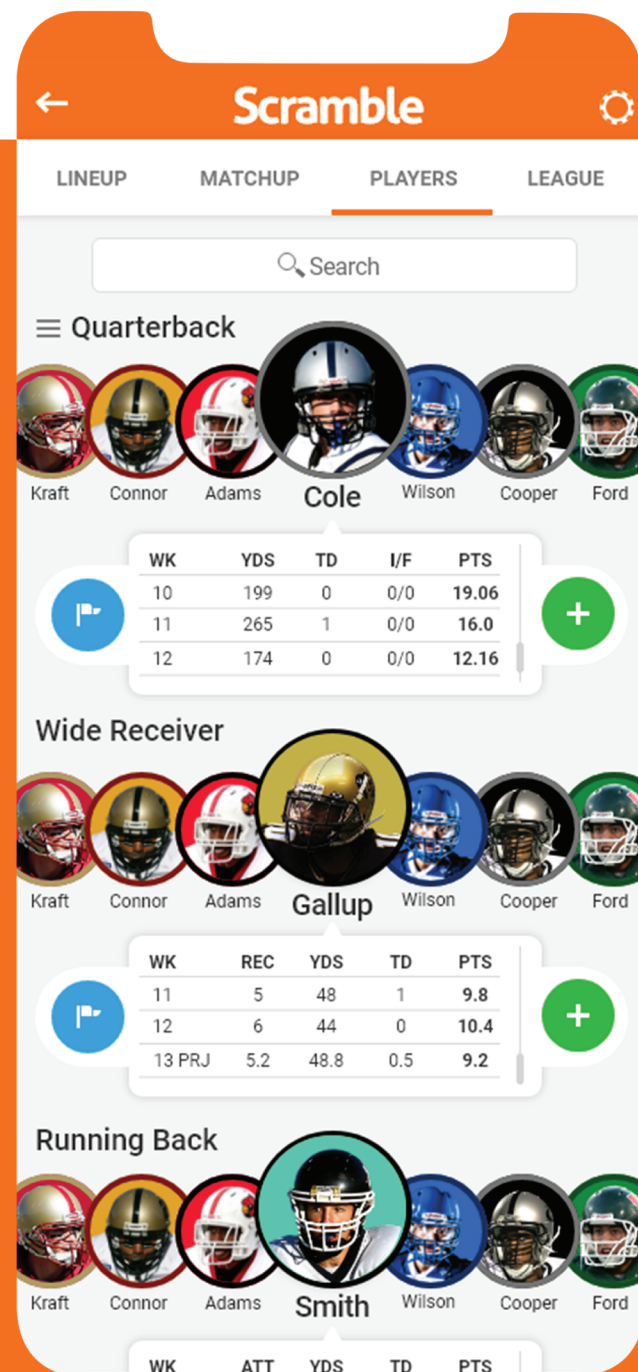 Scramble
LINEUP MATCHUP PLAYERS LEAGUE
Search
Quarterback
Kraft Connor Adams Cole Wilson Cooper Ford
WK YDS TD I/F PTS
10 199 0 0/0 19.06
11 265 1 0/0 16.0
12 174 0 0/0 12.16
Wide Receiver
Kraft Connor Adams Gallup Wilson Cooper Ford
WK REC YDS TD PTS
11 5 48 1 9.8
12 6 44 0 10.4
13 PRJ 5.2 48.8 0.5 9.2
Running Back
Kraft Connor Adams Smith Wilson Cooper Ford
WK ATT YDS TD PTS